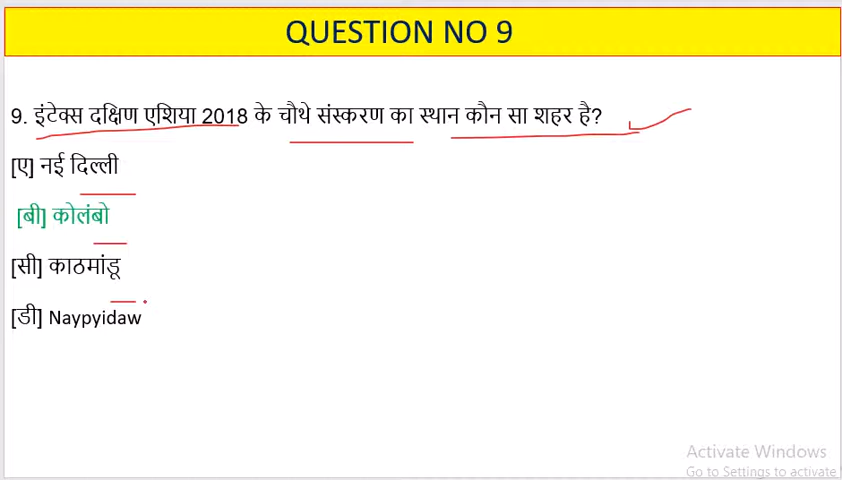 QUESTION NO 9
9. इंटेक्स दक्षिण एशिया 2018 के चौथे संस्करण का स्थान कौन सा शहर है?
[ए] नई दिल्ली
[बी] कोलंबो
[सी] काठमांडू
[डी] Naypyidaw
Activate Windows
Go to Settings to activate